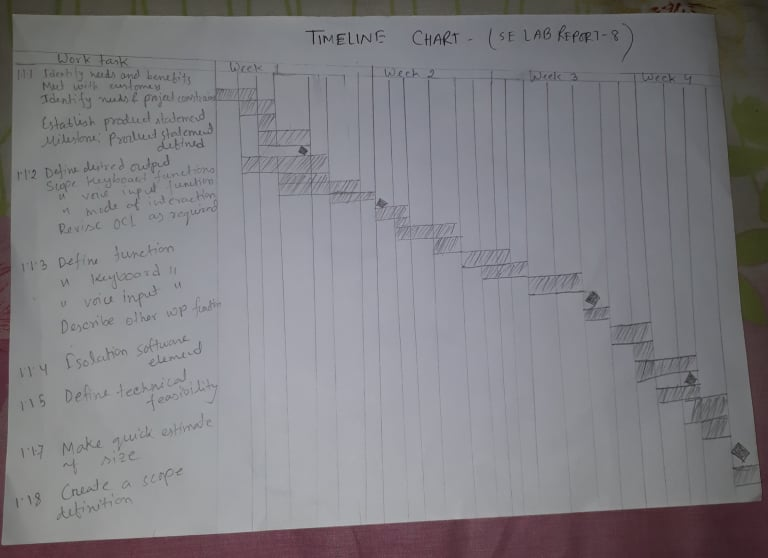 TIMELINE CHART - (SE LAB REPORT-8)
Work task Week 1 Week 2 Week 3 Week 4
1.1.1 Identify needs and benefits
Meet with customers
Identify needs & project constraints
Establish product statement
Milestone: Product statement
defined
1.1.2 Define desired output
Scope keyboard functions
" voice input function
" mode of interaction
Revise OCI as required
1.1.3 Define function
" Keyboard "
" voice input "
Describe other WP function
1.1.4 Isolation software
element
1.1.5 Define technical
feasibility
1.1.7 Make quick estimate
of size
1.1.8 Create a scope
definition